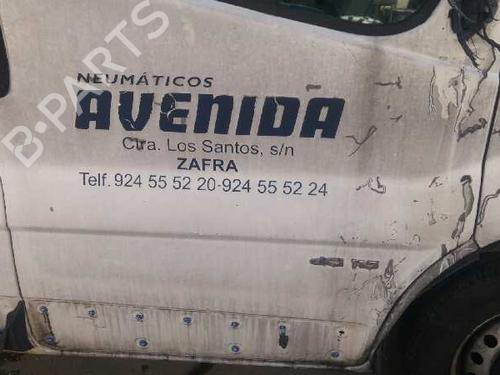 NEUMÁTICOS
AVENIDA
Ctra. Los Santos, s/n
ZAFRA
Telf. 924 55 52 20-924 55 52 24
B-PARTS